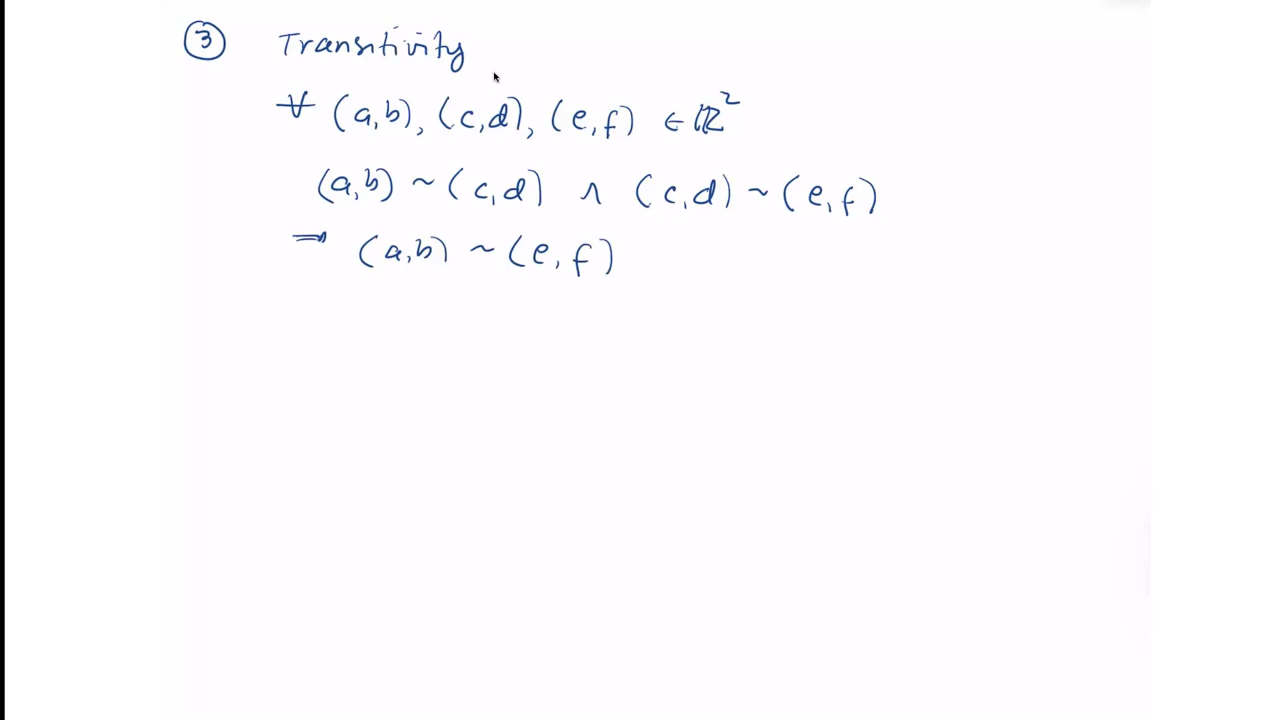 ③ Transitivity
∀ (a,b), (c,d), (e,f) ∈ ℝ²
(a,b) ~ (c,d) ∧ (c,d) ~ (e,f)
⇒ (a,b) ~ (e,f)